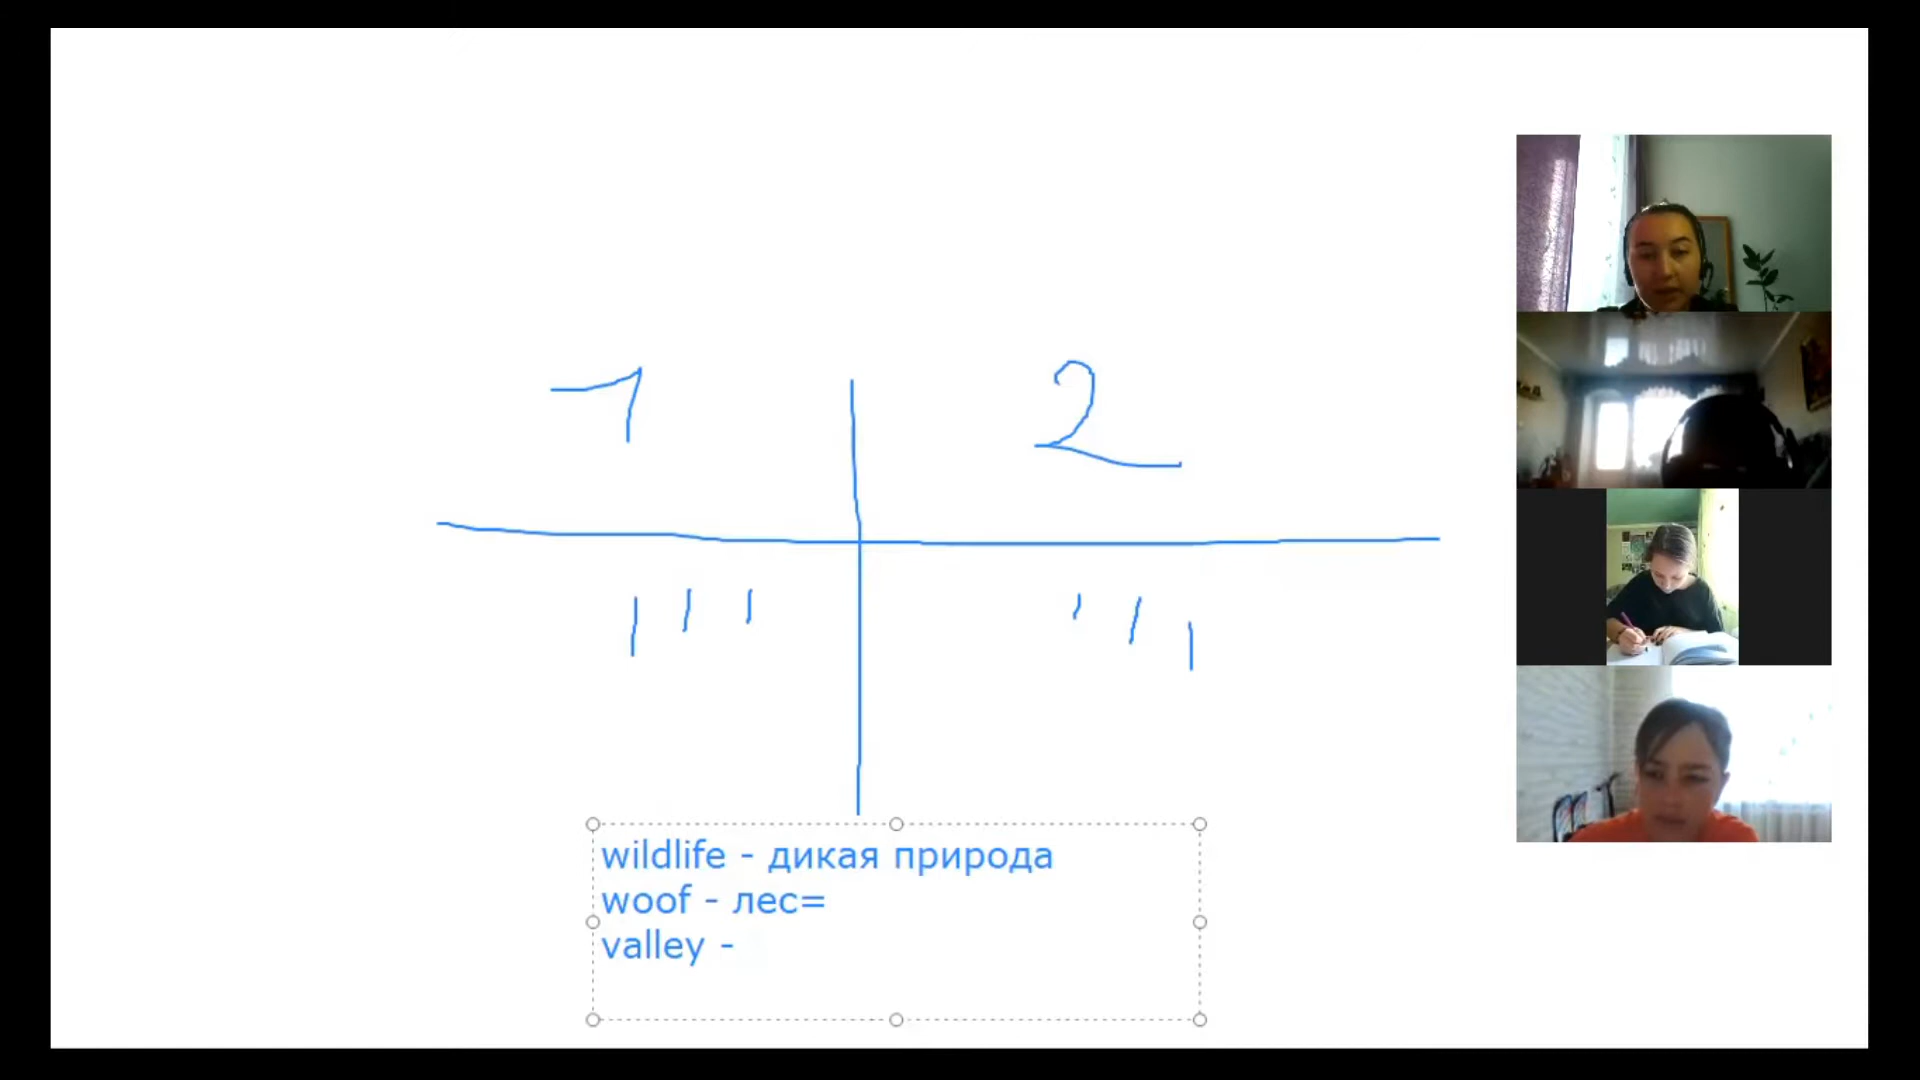 1 2
wildlife - дикая природа
woof - лес=
valley -